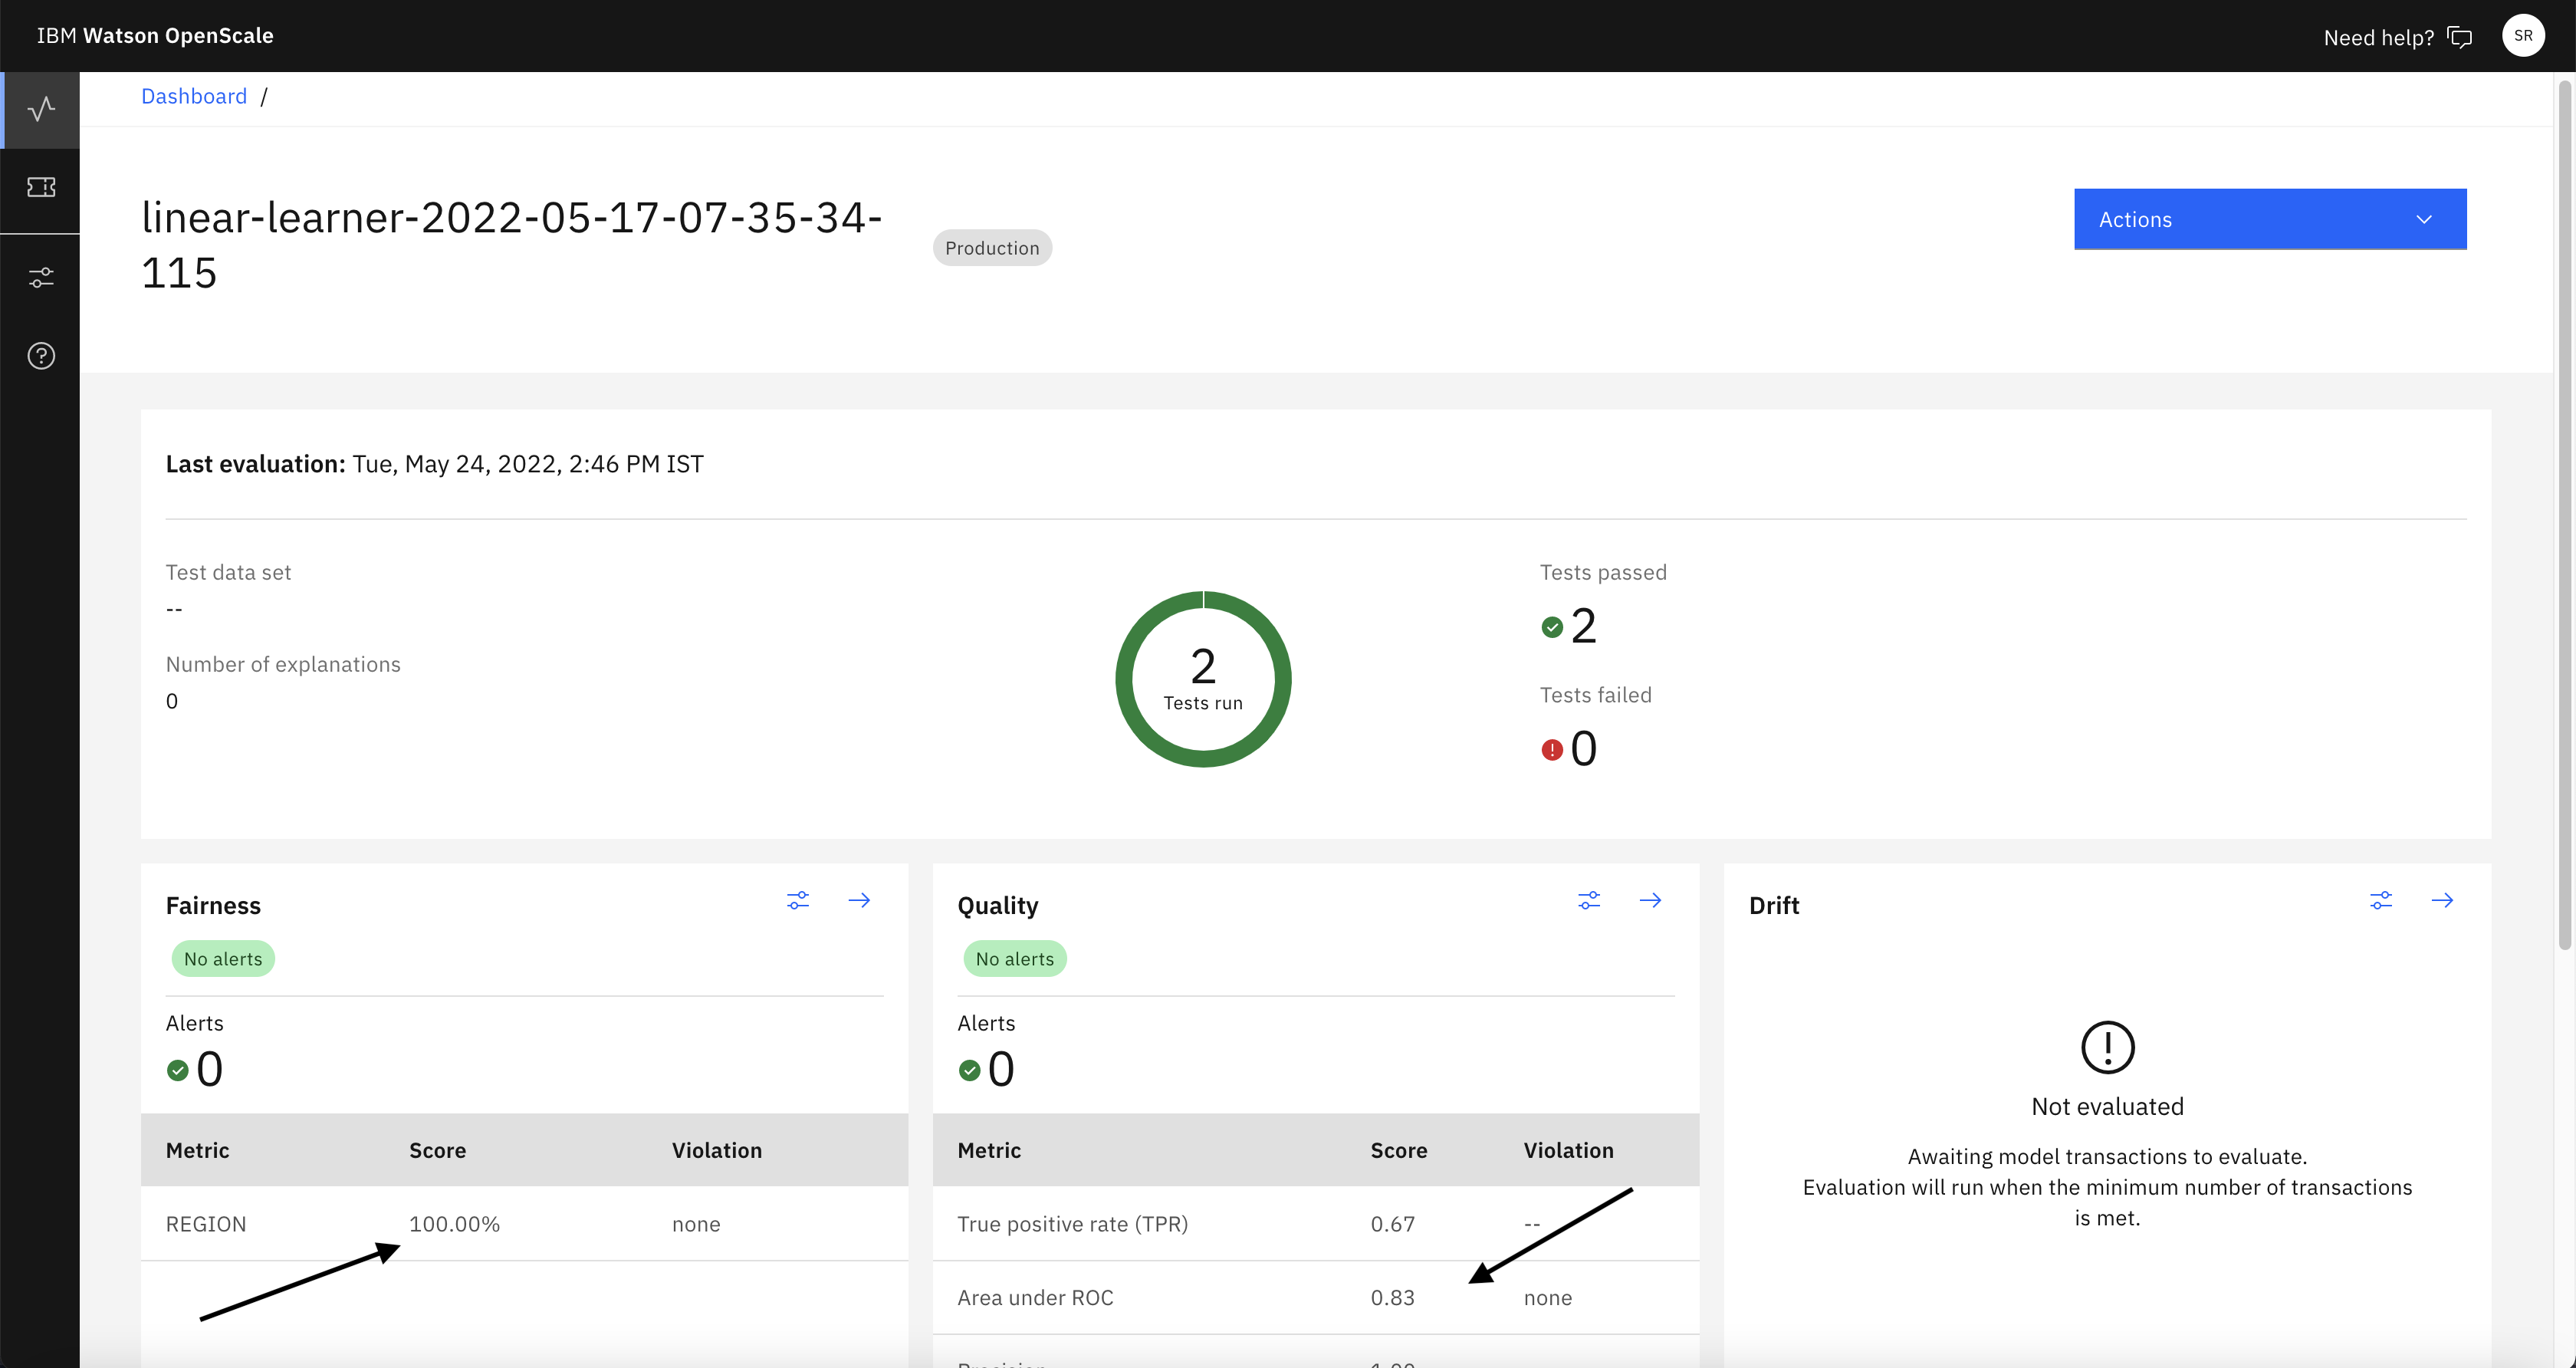 IBM Watson OpenScale
Need help?
SR
Dashboard /
linear-learner-2022-05-17-07-35-34-
115
Production
Actions
Last evaluation: Tue, May 24, 2022, 2:46 PM IST
Test data set
--
Number of explanations
0
2
Tests run
Tests passed
2
Tests failed
0
Fairness
No alerts
Alerts
0
Metric Score Violation
REGION 100.00% none
Quality
No alerts
Alerts
0
Metric Score Violation
True positive rate (TPR) 0.67 --
Area under ROC 0.83 none
Drift
Not evaluated
Awaiting model transactions to evaluate.
Evaluation will run when the minimum number of transactions
is met.